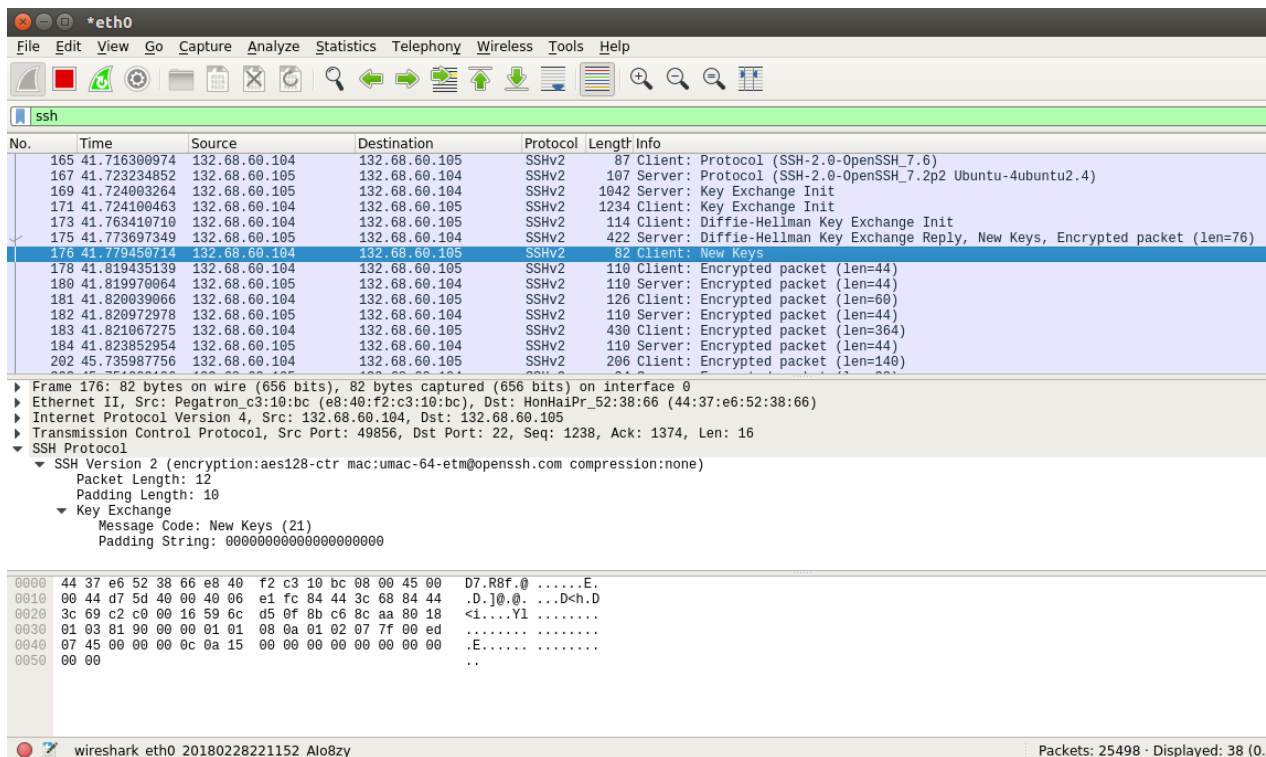 *eth0
File Edit View Go Capture Analyze Statistics Telephony Wireless Tools Help
ssh
No. Time Source Destination Protocol Length Info
165 41.716300974 132.68.60.104 132.68.60.105 SSHv2 87 Client: Protocol (SSH-2.0-OpenSSH_7.6)
167 41.723234852 132.68.60.105 132.68.60.104 SSHv2 107 Server: Protocol (SSH-2.0-OpenSSH_7.2p2 Ubuntu-4ubuntu2.4)
169 41.724003264 132.68.60.105 132.68.60.104 SSHv2 1042 Server: Key Exchange Init
171 41.724100463 132.68.60.104 132.68.60.105 SSHv2 1234 Client: Key Exchange Init
173 41.763410710 132.68.60.104 132.68.60.105 SSHv2 114 Client: Diffie-Hellman Key Exchange Init
175 41.773697349 132.68.60.105 132.68.60.104 SSHv2 422 Server: Diffie-Hellman Key Exchange Reply, New Keys, Encrypted packet (len=76)
176 41.779450714 132.68.60.104 132.68.60.105 SSHv2 82 Client: New Keys
178 41.819435139 132.68.60.104 132.68.60.105 SSHv2 110 Client: Encrypted packet (len=44)
180 41.819970064 132.68.60.105 132.68.60.104 SSHv2 110 Server: Encrypted packet (len=44)
181 41.820039066 132.68.60.104 132.68.60.105 SSHv2 126 Client: Encrypted packet (len=60)
182 41.820972978 132.68.60.105 132.68.60.104 SSHv2 110 Server: Encrypted packet (len=44)
183 41.821067275 132.68.60.104 132.68.60.105 SSHv2 430 Client: Encrypted packet (len=364)
184 41.823852954 132.68.60.105 132.68.60.104 SSHv2 110 Server: Encrypted packet (len=44)
202 45.735987756 132.68.60.104 132.68.60.105 SSHv2 206 Client: Encrypted packet (len=140)
Frame 176: 82 bytes on wire (656 bits), 82 bytes captured (656 bits) on interface 0
Ethernet II, Src: Pegatron_c3:10:bc (e8:40:f2:c3:10:bc), Dst: HonHaiPr_52:38:66 (44:37:e6:52:38:66)
Internet Protocol Version 4, Src: 132.68.60.104, Dst: 132.68.60.105
Transmission Control Protocol, Src Port: 49856, Dst Port: 22, Seq: 1238, Ack: 1374, Len: 16
SSH Protocol
SSH Version 2 (encryption:aes128-ctr mac:umac-64-etm@openssh.com compression:none)
Packet Length: 12
Padding Length: 10
Key Exchange
Message Code: New Keys (21)
Padding String: 00000000000000000000
0000 44 37 e6 52 38 66 e8 40 f2 c3 10 bc 08 00 45 00 D7.R8f.@ ......E.
0010 00 44 d7 5d 40 00 40 06 e1 fc 84 44 3c 68 84 44 .D.]@.@. ...D<h.D
0020 3c 69 c2 c0 00 16 59 6c d5 0f 8b c6 8c aa 80 18 <i....Yl ........
0030 01 03 81 90 00 00 01 01 08 0a 01 02 07 7f 00 ed ........ ........
0040 07 45 00 00 00 0c 0a 15 00 00 00 00 00 00 00 00 .E...... ........
0050 00 00 ..
wireshark_eth0_20180228221152_AIo8zy Packets: 25498 · Displayed: 38 (0.